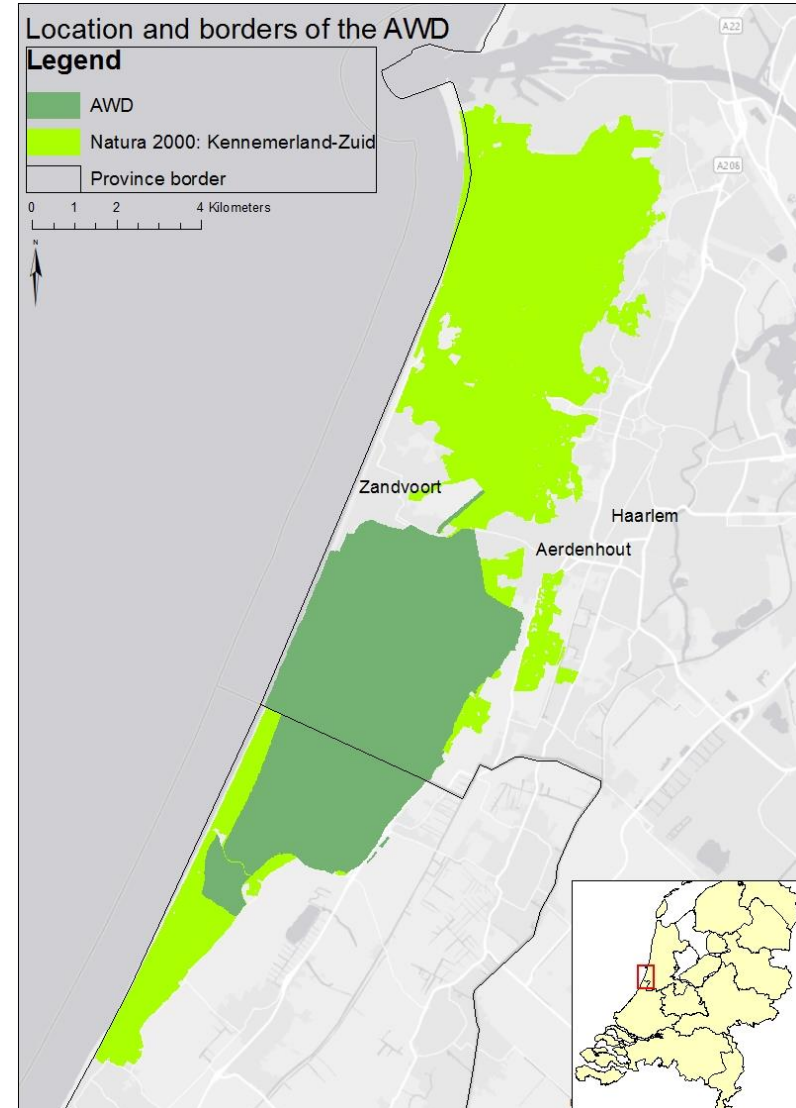 Location and borders of the AWD
Legend
AWD
Natura 2000: Kennemerland-Zuid
Province border
0 1 2 4 Kilometers
N
A22
A208
Zandvoort
Haarlem
Aerdenhout